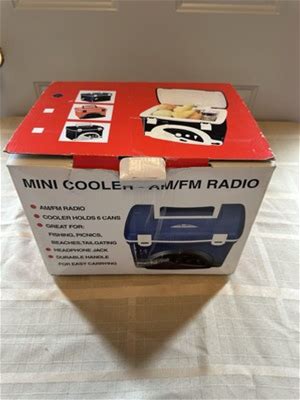 MINI COOLER - AM/FM RADIO
• AM/FM RADIO
• COOLER HOLDS 6 CANS
• GREAT FOR:
FISHING, PICNICS,
BEACHES, TAILGATING
• HEADPHONE JACK
• DURABLE HANDLE
FOR EASY CARRYING